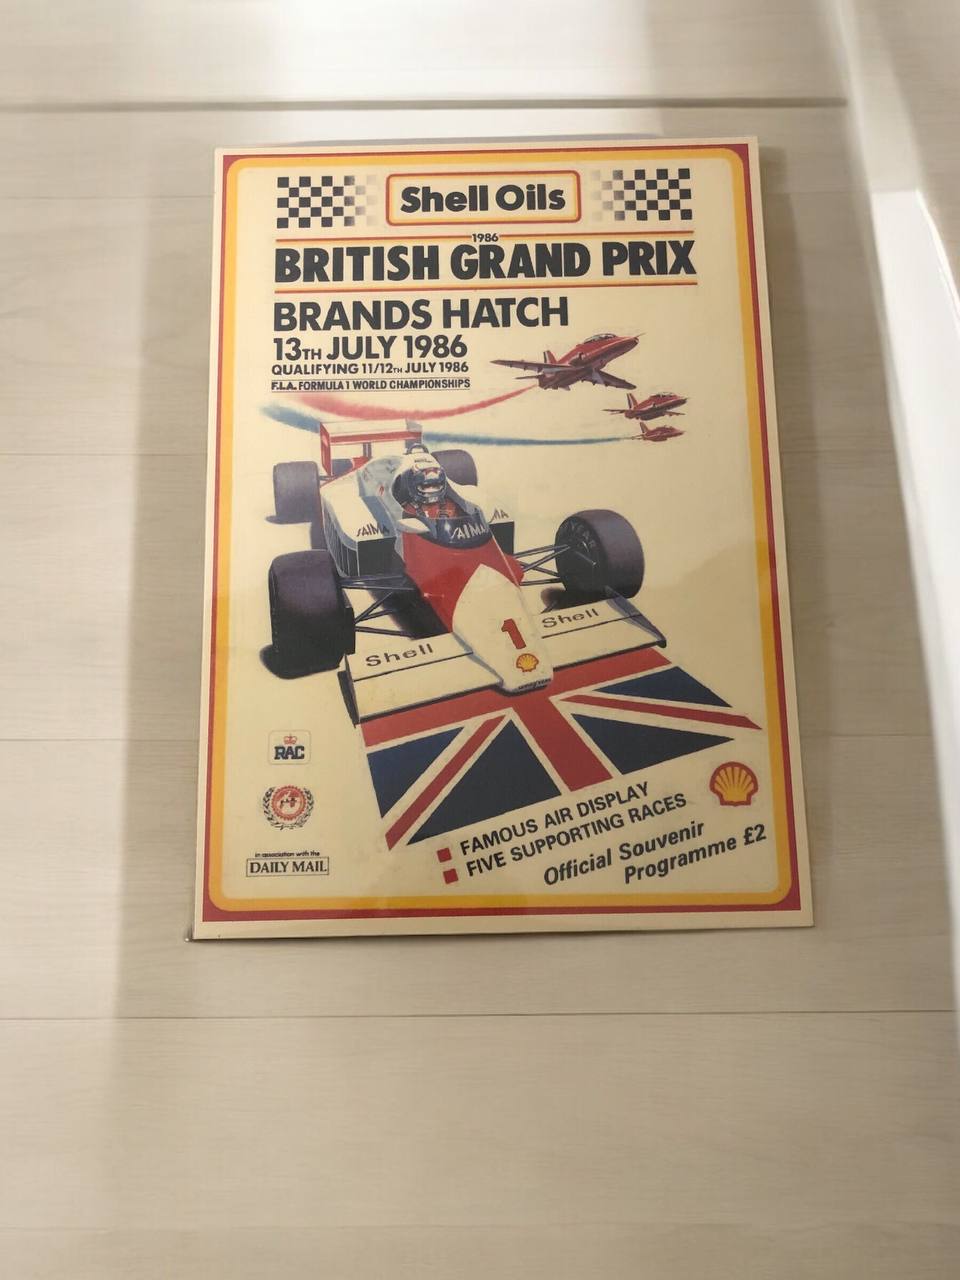 Shell Oils
1986
BRITISH GRAND PRIX
BRANDS HATCH
13TH JULY 1986
QUALIFYING 11/12TH JULY 1986
F.I.A. FORMULA 1 WORLD CHAMPIONSHIPS
SAIMA
SAIMA
MA
YEAR
1
Shell
Shell
RAC
FAMOUS AIR DISPLAY
FIVE SUPPORTING RACES
Official Souvenir
Programme £2
in association with the
DAILY MAIL